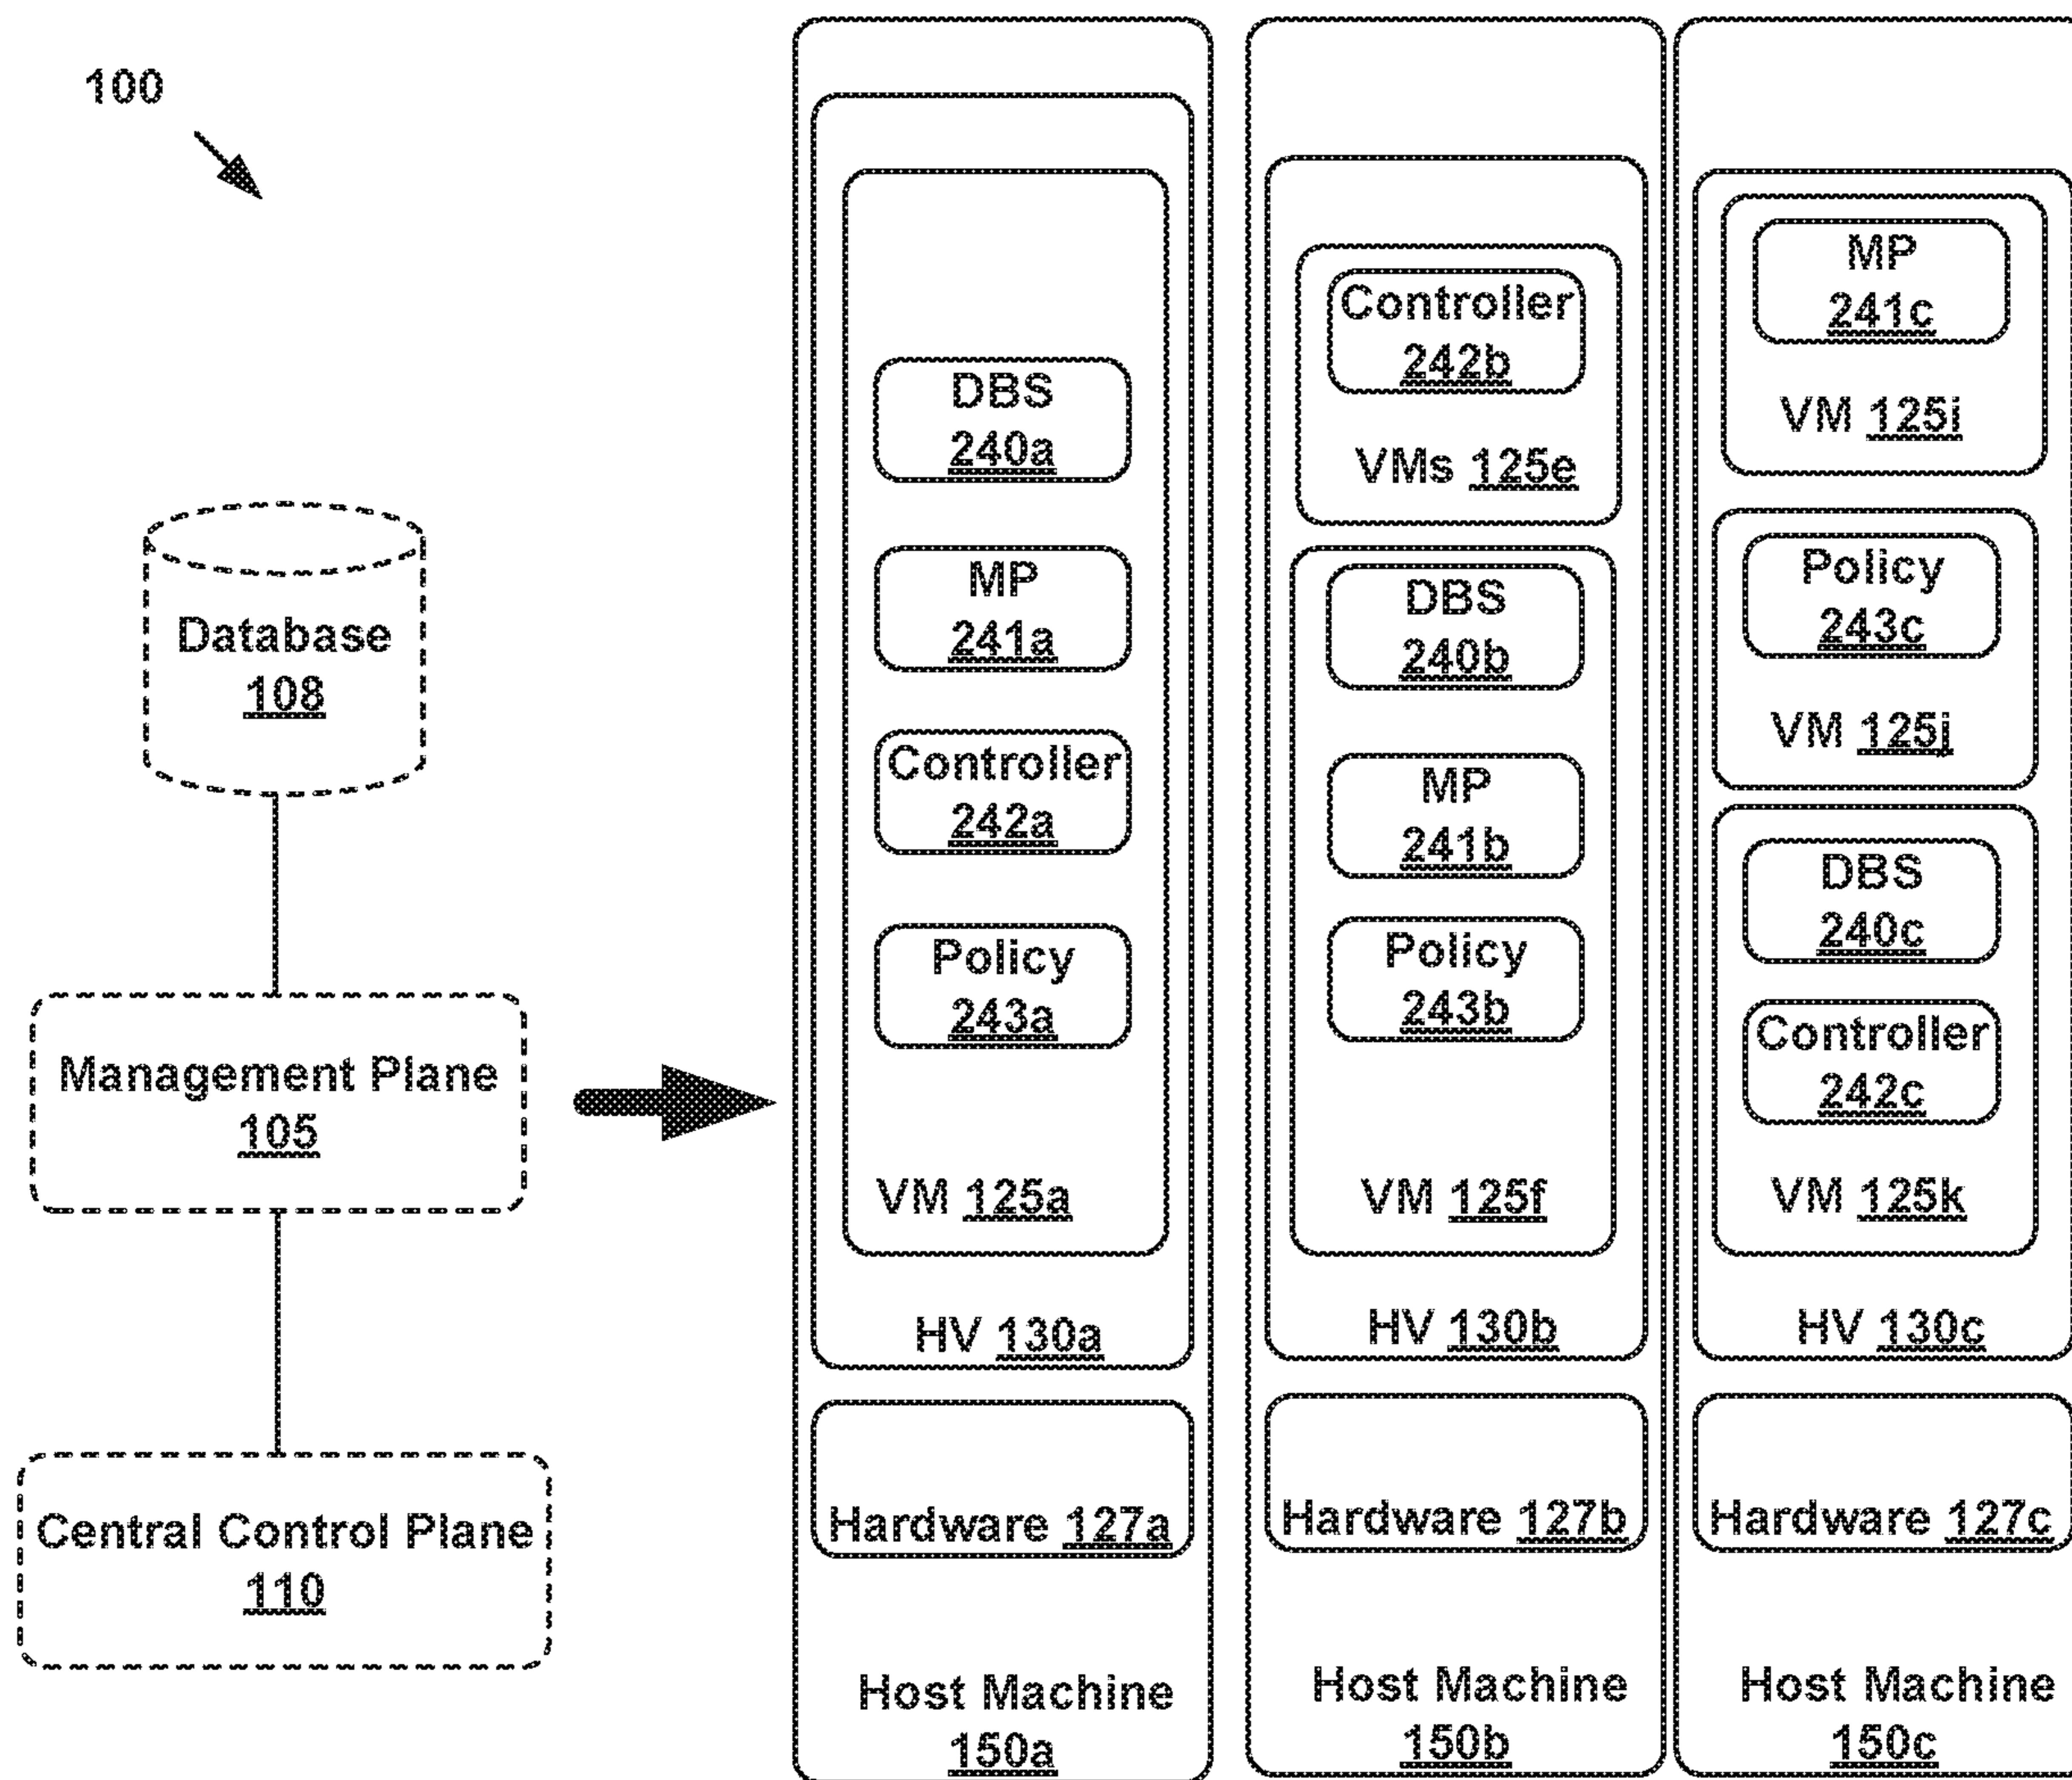 100
Database
108
Management Plane
105
Central Control Plane
110
DBS
240a
MP
241a
Controller
242a
Policy
243a
VM 125a
HV 130a
Hardware 127a
Host Machine
150a
Controller
242b
VMs 125e
DBS
240b
MP
241b
Policy
243b
VM 125f
HV 130b
Hardware 127b
Host Machine
150b
MP
241c
VM 125i
Policy
243c
VM 125j
DBS
240c
Controller
242c
VM 125k
HV 130c
Hardware 127c
Host Machine
150c